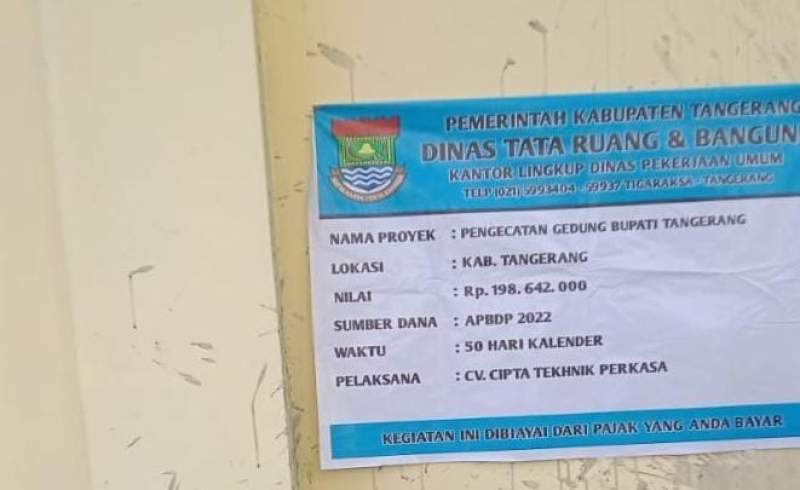 PEMERINTAH KABUPATEN TANGERANG
DINAS TATA RUANG & BANGUN
KANTOR LINGKUP DINAS PEKERJAAN UMUM
TELP (021) 5993404 - 59937 TIGARAKSA - TANGERANG
NAMA PROYEK : PENGECATAN GEDUNG BUPATI TANGERANG
LOKASI : KAB. TANGERANG
NILAI : Rp. 198. 642. 000
SUMBER DANA : APBDP 2022
WAKTU : 50 HARI KALENDER
PELAKSANA : CV. CIPTA TEKHNIK PERKASA
KEGIATAN INI DIBIAYAI DARI PAJAK YANG ANDA BAYAR